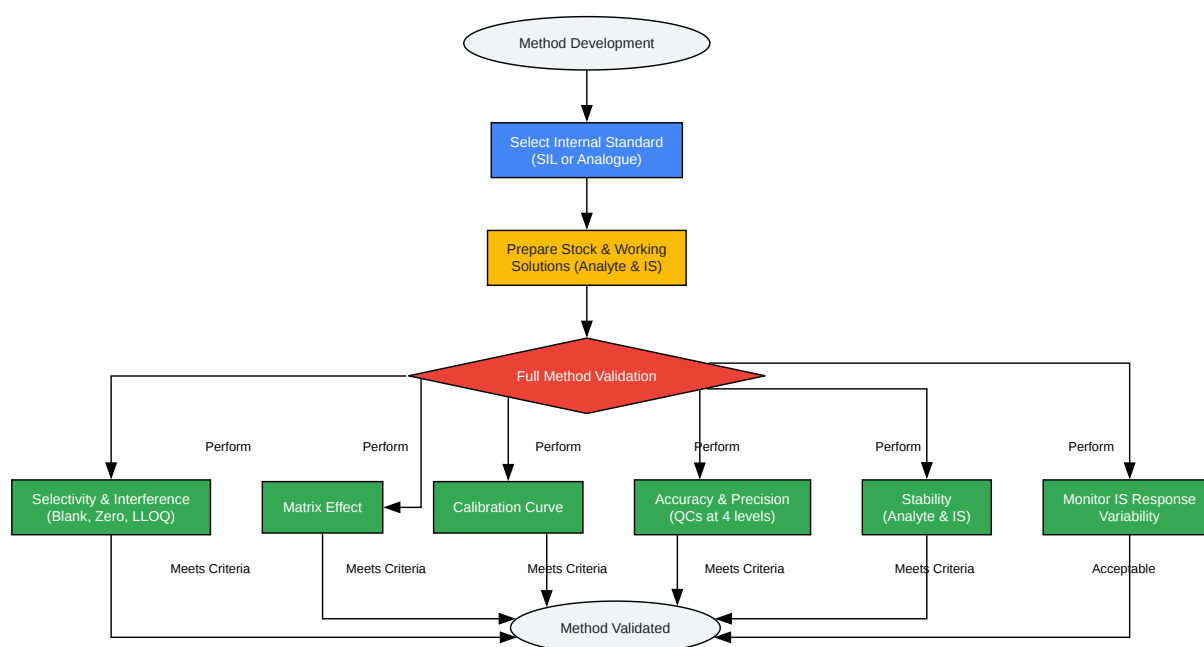 Method Development
Select Internal Standard
(SIL or Analogue)
Prepare Stock & Working
Solutions (Analyte & IS)
Full Method Validation
Perform
Perform
Perform
Perform
Perform
Perform
Selectivity & Interference
(Blank, Zero, LLOQ)
Matrix Effect
Calibration Curve
Accuracy & Precision
(QCs at 4 levels)
Stability
(Analyte & IS)
Monitor IS Response
Variability
Meets Criteria
Meets Criteria
Meets Criteria
Meets Criteria
Meets Criteria
Acceptable
Method Validated